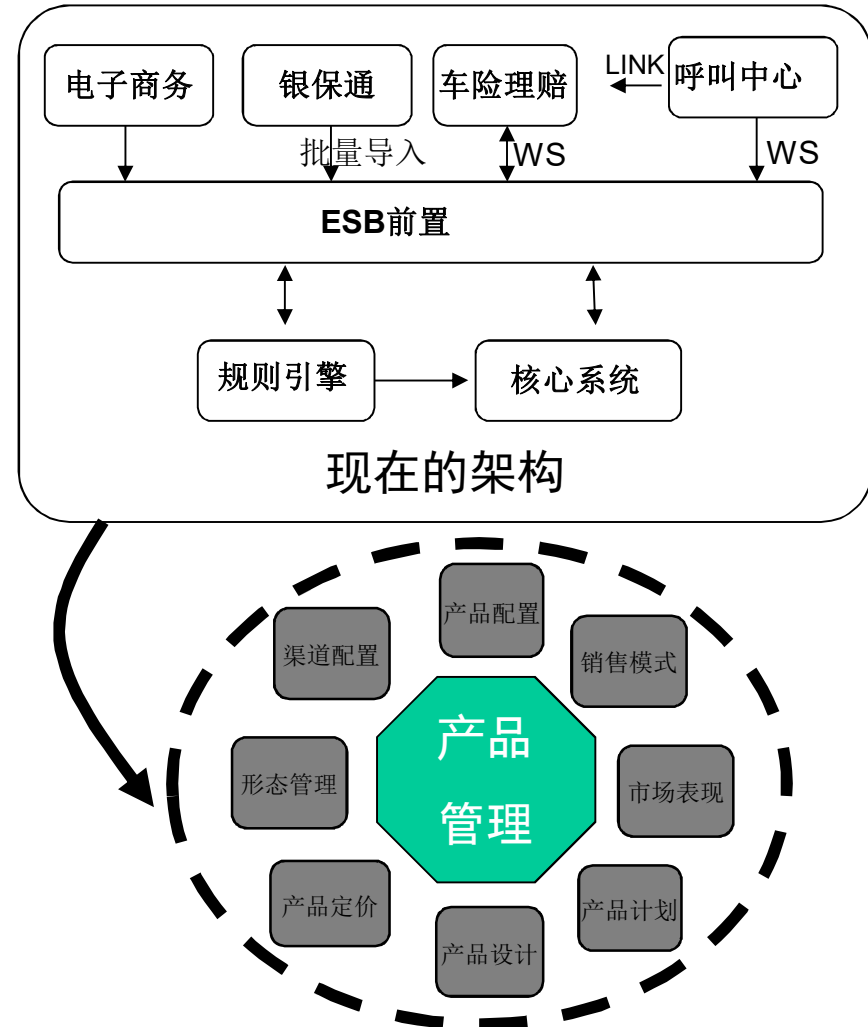 电子商务
银保通
车险理赔
LINK
呼叫中心
批量导入
WS
WS
ESB前置
规则引擎
核心系统
现在的架构
产品配置
渠道配置
销售模式
产品
管理
形态管理
市场表现
产品定价
产品计划
产品设计